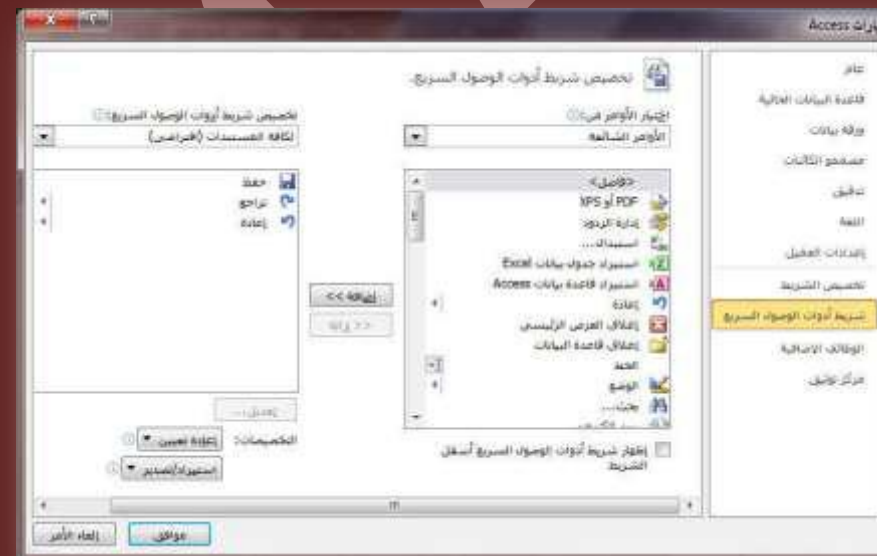 خيارات Access
عام
قاعدة البيانات الحالية
ورقة بيانات
مصممو الكائنات
تدقيق
اللغة
إعدادات العميل
تخصيص الشريط
شريط أدوات الوصول السريع
الوظائف الإضافية
مركز توثيق
تخصيص شريط أدوات الوصول السريع.
اختيار الأوامر من:
الأوامر الشائعة
<فاصل>
PDF أو XPS
إدارة الردود
استبدال...
استيراد جدول بيانات Excel
استيراد قاعدة بيانات Access
إعادة
إغلاق العرض الرئيسي
إغلاق قاعدة البيانات
الخط
الوضع
بحث...
إظهار شريط أدوات الوصول السريع أسفل
الشريط
إضافة >>
<< إزالة
تخصيص شريط أدوات الوصول السريع:
لكافة المستندات (افتراضي)
حفظ
تراجع
إعادة
تعديل...
التخصيصات:
إعادة تعيين
استيراد/تصدير
موافق
إلغاء الأمر